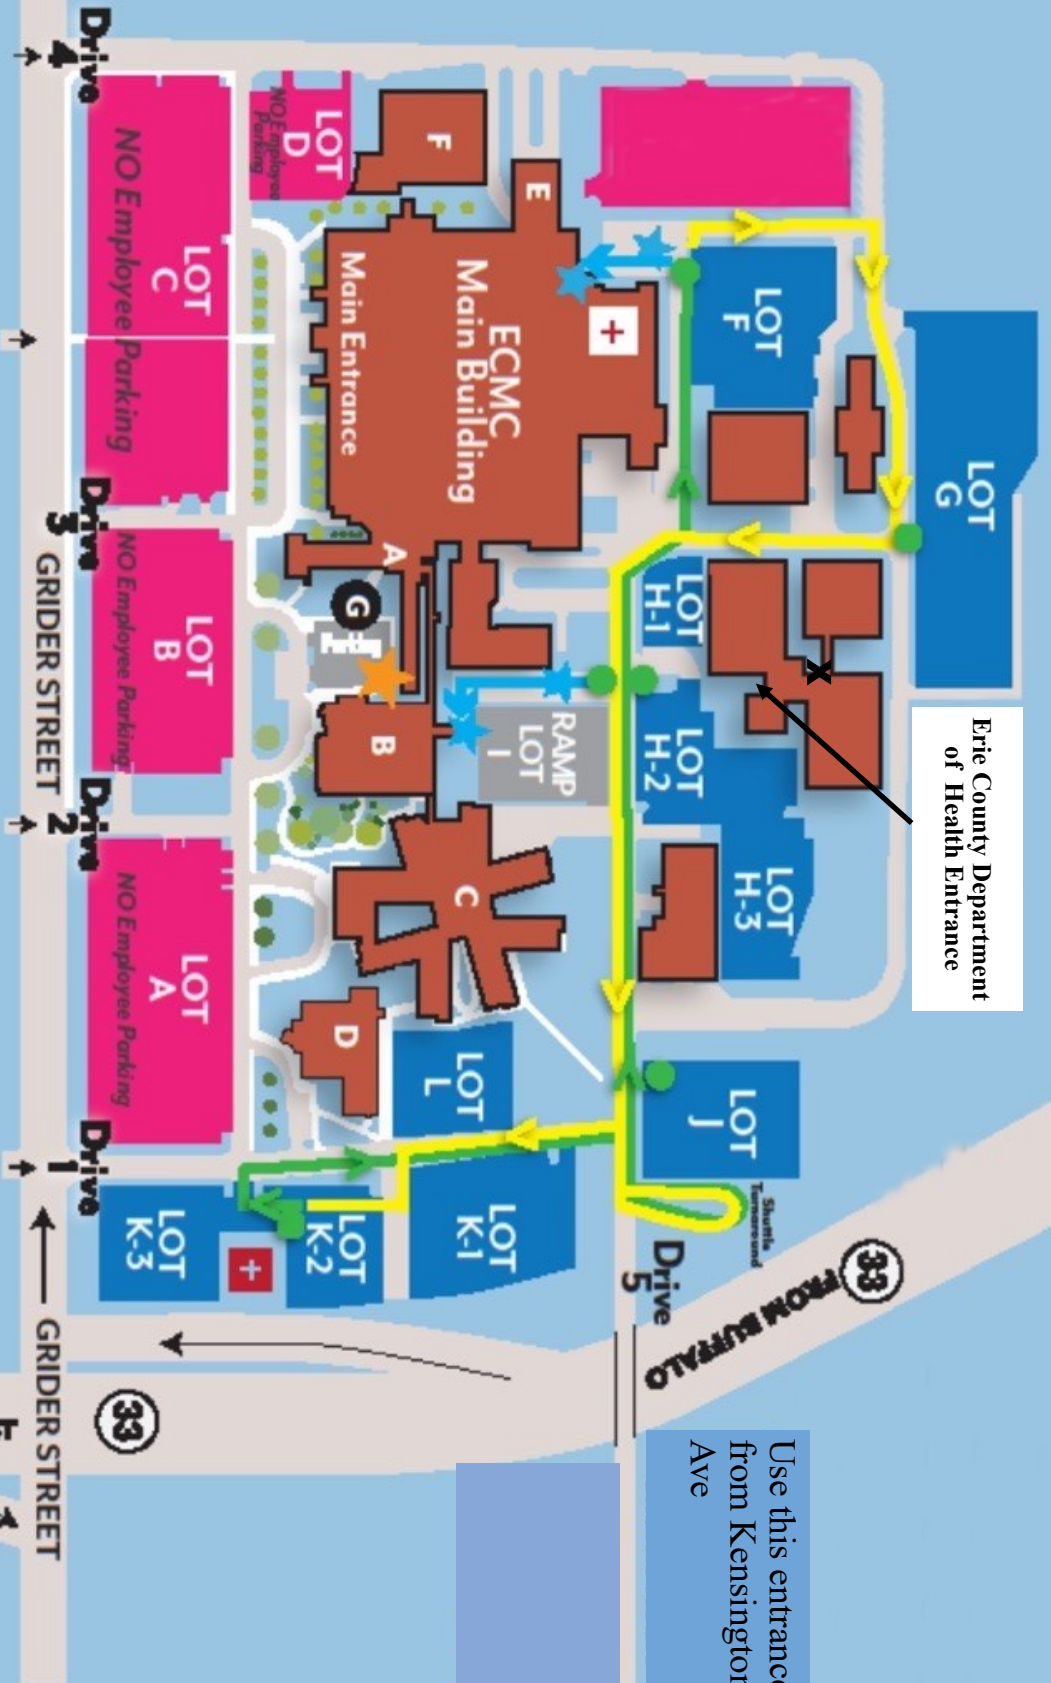 Erie County Department
of Health Entrance
LOT
G
LOT
F
LOT
H-1
LOT
H-2
LOT
H-3
LOT
J
Shuttle
Turnaround
Drive
5
33
FROM BUFFALO
Use this entrance
from Kensington
Ave
F
E
ECMC
Main Building
Main Entrance
A
G
B
RAMP
LOT
I
C
D
LOT
L
LOT
K-1
LOT
K-2
LOT
K-3
LOT
D
NO Employee
Parking
LOT
C
NO Employee Parking
LOT
B
NO Employee Parking
LOT
A
NO Employee Parking
Drive
4
Drive
3
Drive
2
Drive
1
GRIDER STREET
GRIDER STREET
33
X